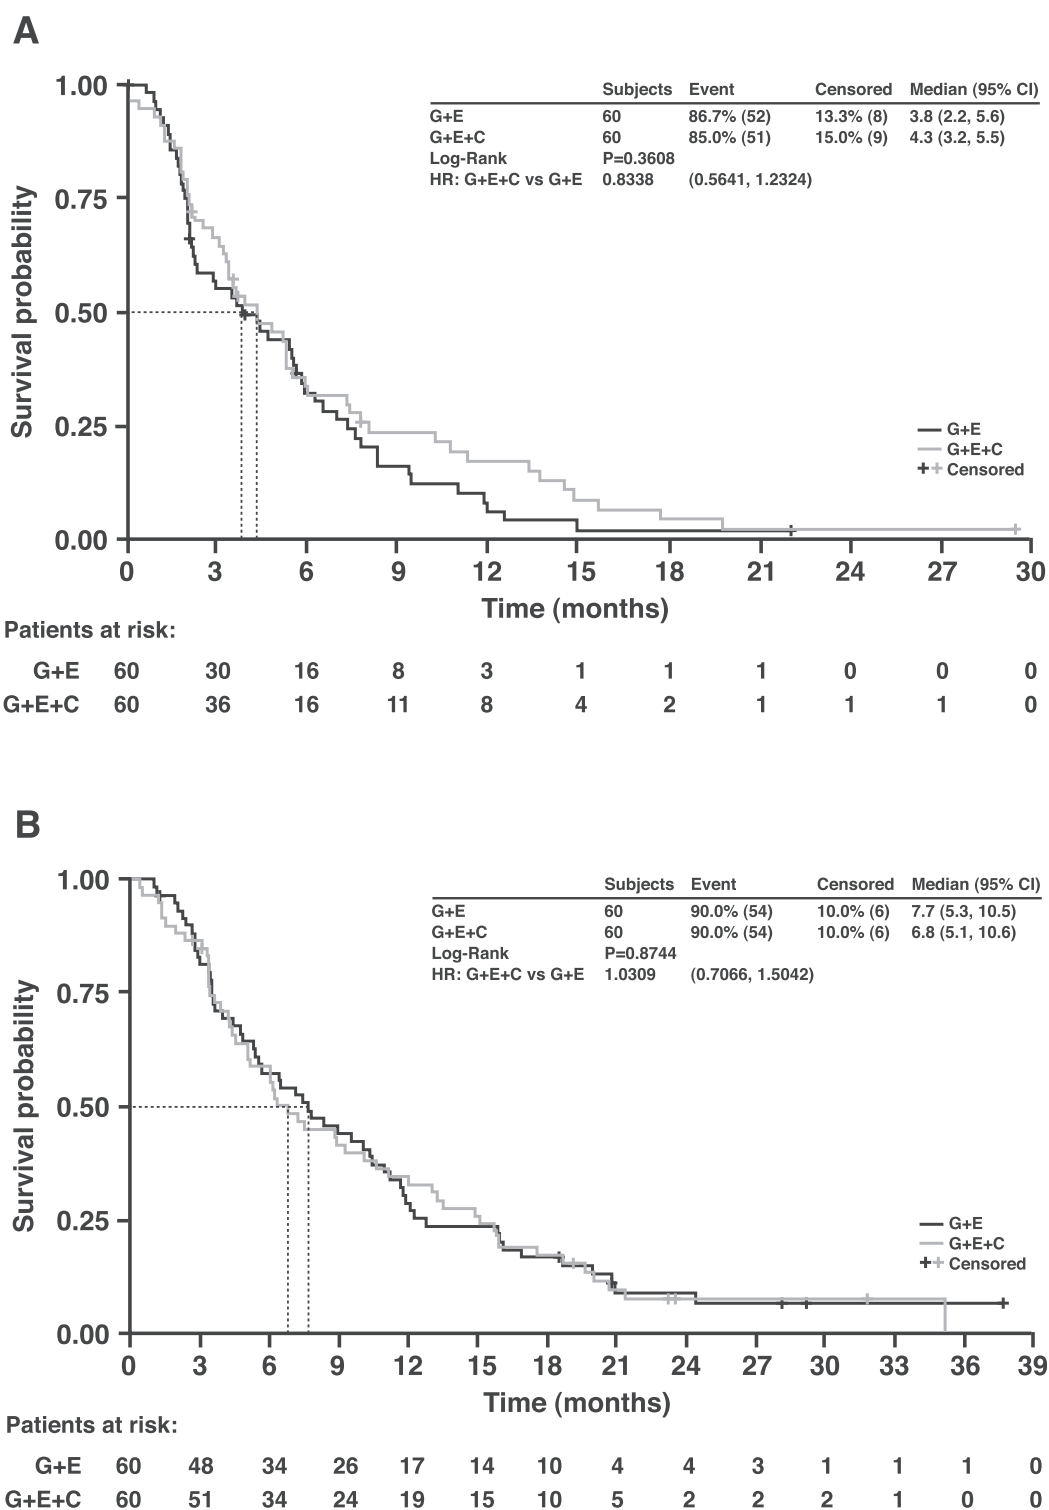 A
Subjects Event Censored Median (95% CI)
G+E 60 86.7% (52) 13.3% (8) 3.8 (2.2, 5.6)
G+E+C 60 85.0% (51) 15.0% (9) 4.3 (3.2, 5.5)
Log-Rank P=0.3608
HR: G+E+C vs G+E 0.8338 (0.5641, 1.2324)
Survival probability
1.00
0.75
0.50
0.25
0.00
G+E
G+E+C
Censored
0 3 6 9 12 15 18 21 24 27 30
Time (months)
Patients at risk:
G+E 60 30 16 8 3 1 1 1 0 0 0
G+E+C 60 36 16 11 8 4 2 1 1 1 0
B
Subjects Event Censored Median (95% CI)
G+E 60 90.0% (54) 10.0% (6) 7.7 (5.3, 10.5)
G+E+C 60 90.0% (54) 10.0% (6) 6.8 (5.1, 10.6)
Log-Rank P=0.8744
HR: G+E+C vs G+E 1.0309 (0.7066, 1.5042)
Survival probability
1.00
0.75
0.50
0.25
0.00
G+E
G+E+C
Censored
0 3 6 9 12 15 18 21 24 27 30 33 36 39
Time (months)
Patients at risk:
G+E 60 48 34 26 17 14 10 4 4 3 1 1 1 0
G+E+C 60 51 34 24 19 15 10 5 2 2 2 1 0 0